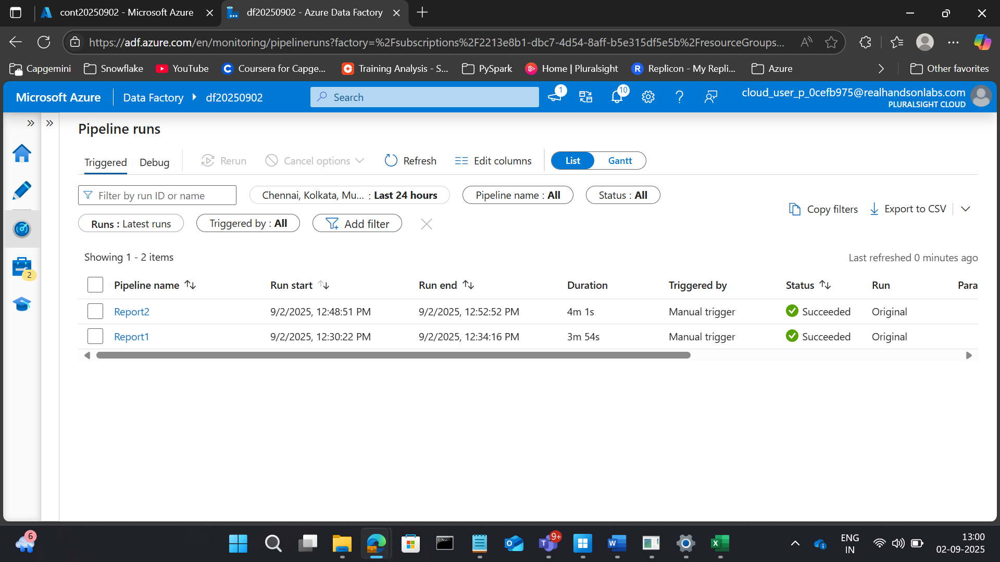 cont20250902 - Microsoft Azure
df20250902 - Azure Data Factory
https://adf.azure.com/en/monitoring/pipelineruns?factory=%2Fsubscriptions%2F2213e8b1-dbc7-4d54-8aff-b5e315df5e5b%2FresourceGroups...
Capgemini Snowflake YouTube Coursera for Capge... Training Analysis - S... PySpark Home | Pluralsight Replicon - My Repli... Azure Other favorites
Microsoft Azure Data Factory df20250902 Search 1 10 cloud_user_p_0cefb975@realhandsonlabs.com
PLURALSIGHT CLOUD
Pipeline runs
Triggered Debug Rerun Cancel options Refresh Edit columns List Gantt
Filter by run ID or name Chennai, Kolkata, Mu... : Last 24 hours Pipeline name : All Status : All
Copy filters Export to CSV
Runs : Latest runs Triggered by : All Add filter
Showing 1 - 2 items Last refreshed 0 minutes ago
2
Pipeline name Run start Run end Duration Triggered by Status Run Para
Report2 9/2/2025, 12:48:51 PM 9/2/2025, 12:52:52 PM 4m 1s Manual trigger Succeeded Original
Report1 9/2/2025, 12:30:22 PM 9/2/2025, 12:34:16 PM 3m 54s Manual trigger Succeeded Original
6 9+ ENG 13:00
IN 02-09-2025